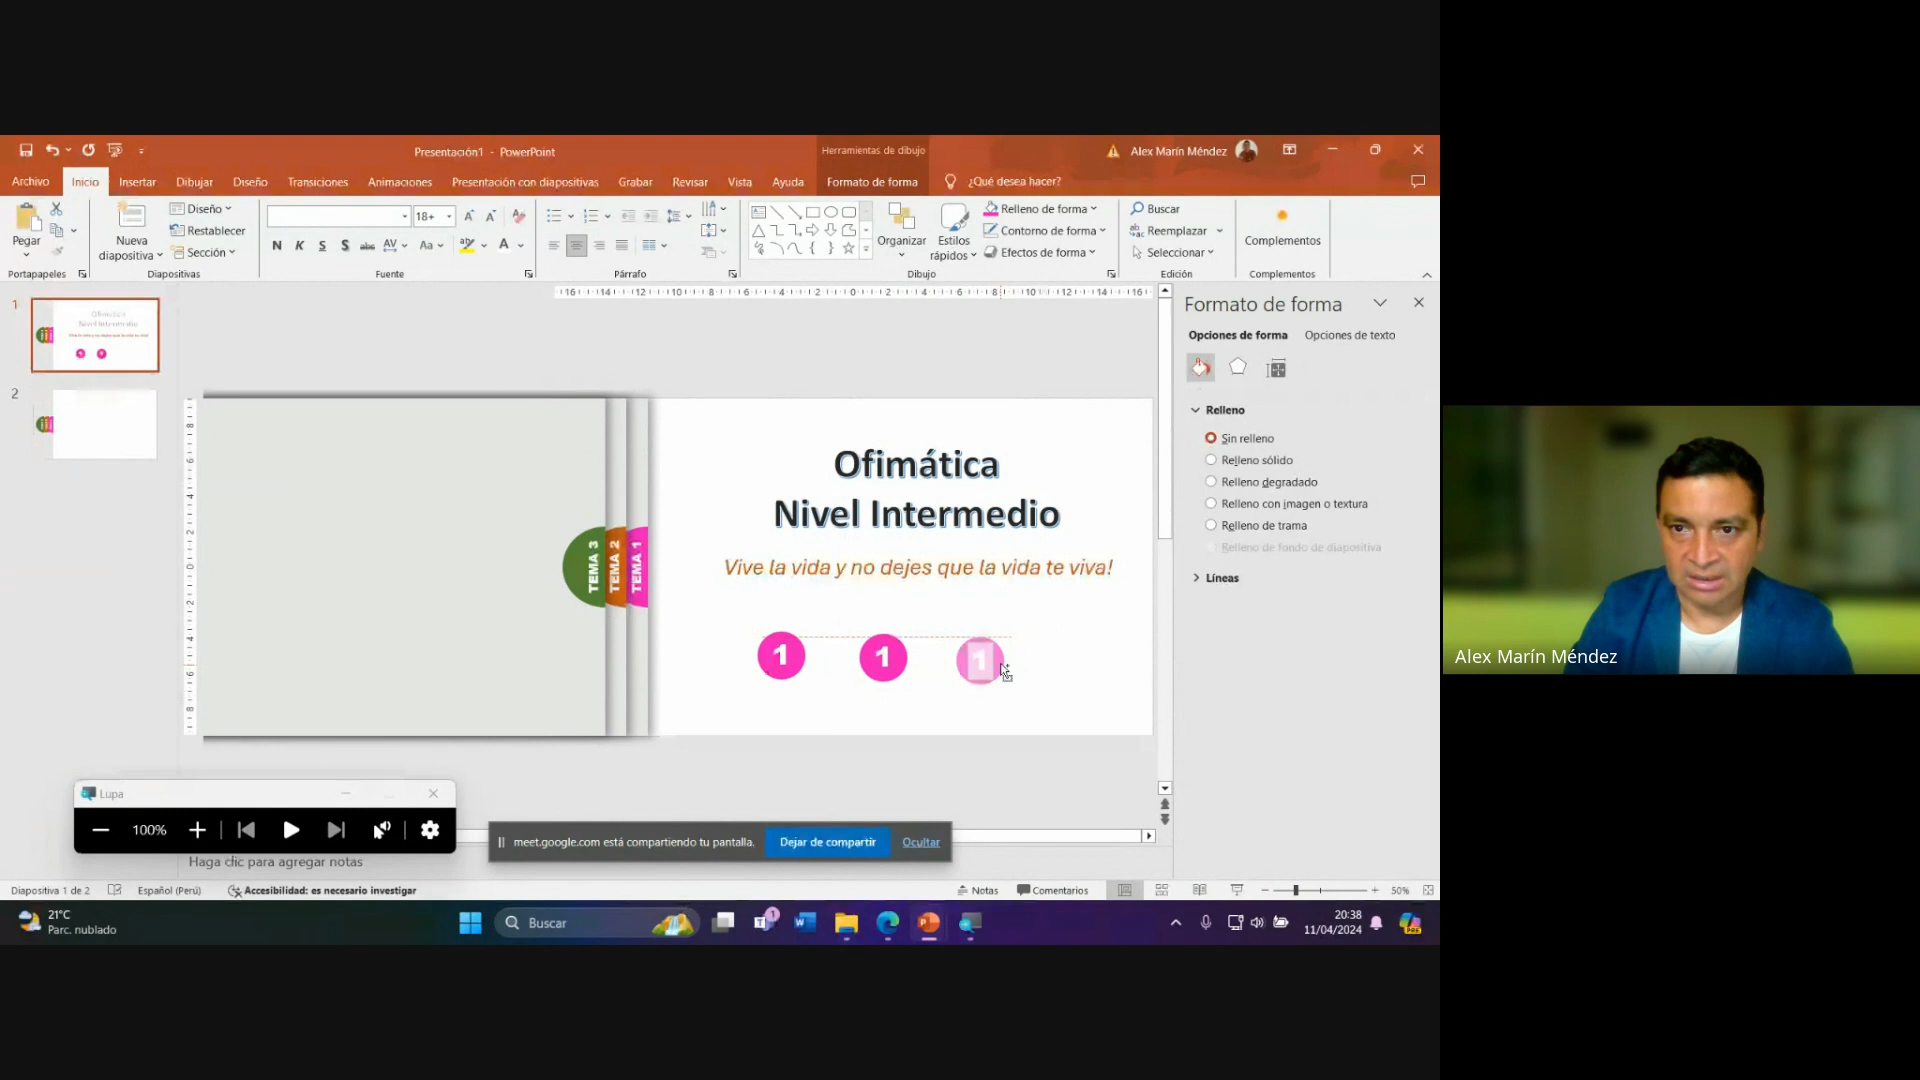 Presentación1 - PowerPoint
Herramientas de dibujo
Alex Marín Méndez
Archivo Inicio Insertar Dibujar Diseño Transiciones Animaciones Presentación con diapositivas Grabar Revisar Vista Ayuda Formato de forma ¿Qué desea hacer?
Pegar
Portapapeles
Nueva diapositiva
Diseño
Restablecer
Sección
Diapositivas
18+
N K S S abc AV Aa A
Fuente
Párrafo
Organizar
Estilos rápidos
Relleno de forma
Contorno de forma
Efectos de forma
Dibujo
Buscar
Reemplazar
Seleccionar
Edición
Complementos
Complementos
1
2
Ofimática
Nivel Intermedio
Vive la vida y no dejes que la vida te viva!
TEMA 3
TEMA 2
TEMA 1
1 1 1
Formato de forma
Opciones de forma Opciones de texto
Relleno
Sin relleno
Relleno sólido
Relleno degradado
Relleno con imagen o textura
Relleno de trama
Relleno de fondo de diapositiva
Líneas
Lupa
100%
meet.google.com está compartiendo tu pantalla.
Dejar de compartir
Ocultar
Haga clic para agregar notas
Diapositiva 1 de 2
Español (Perú)
Accesibilidad: es necesario investigar
Notas
Comentarios
50%
21°C
Parc. nublado
Buscar
20:38
11/04/2024
Alex Marín Méndez